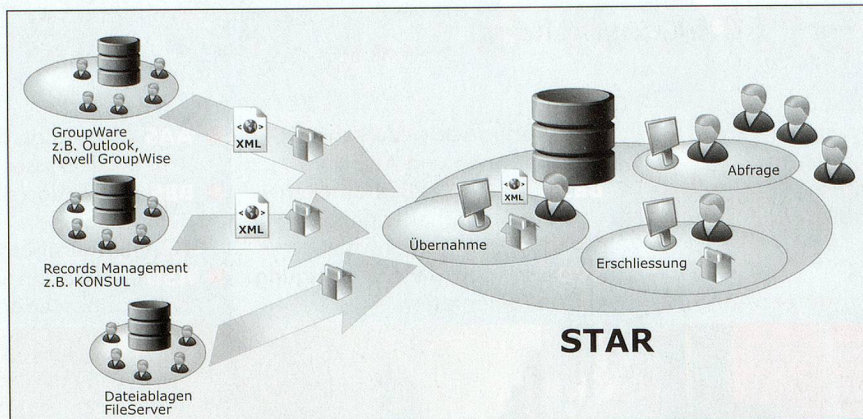 GroupWare
z.B. Outlook,
Novell GroupWise
XML
Records Management
z.B. KONSUL
XML
Dateiablagen
FileServer
XML
Übernahme
Abfrage
Erschliessung
STAR